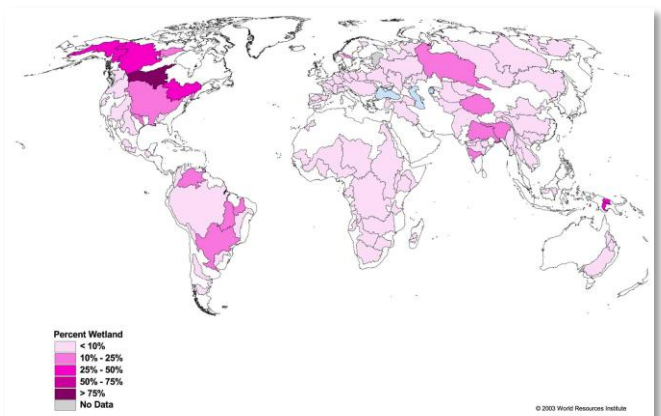 Percent Wetland
< 10%
10% - 25%
25% - 50%
50% - 75%
> 75%
No Data
© 2003 World Resources Institute